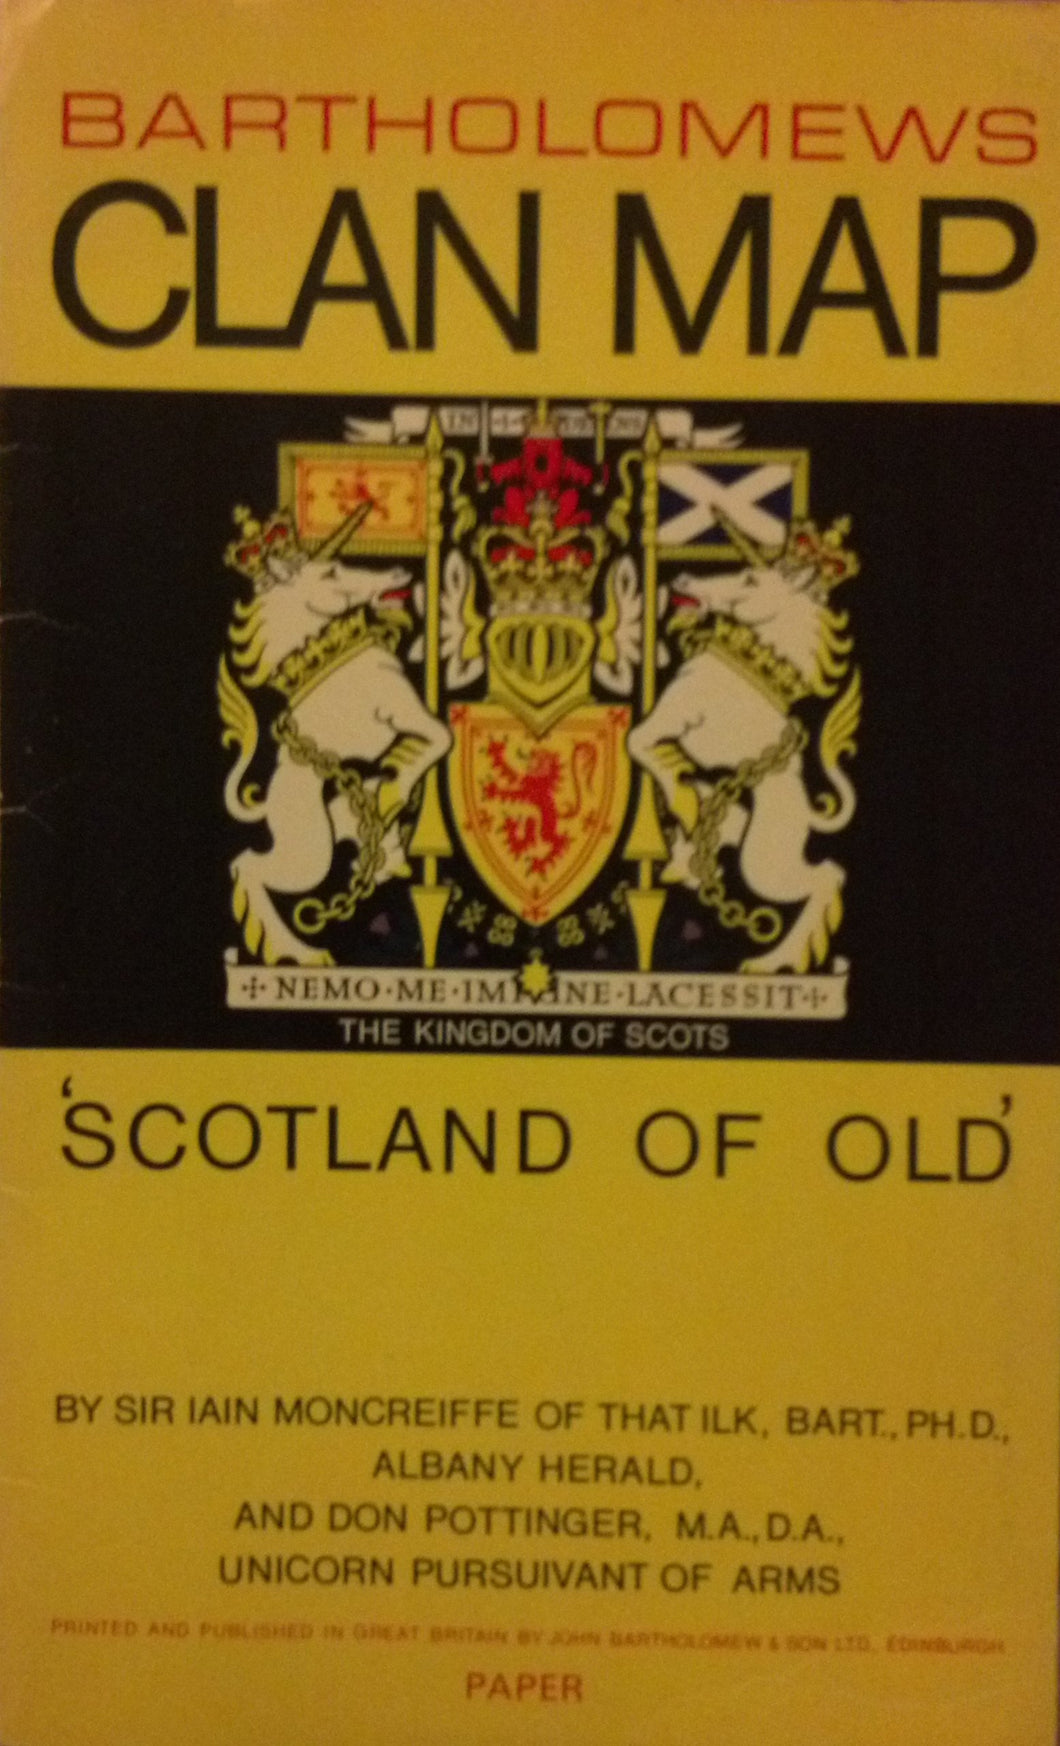 BARTHOLOMEWS
CLAN MAP
IN
NEMO·ME·IMPUNE·LACESSIT
THE KINGDOM OF SCOTS
'SCOTLAND OF OLD'
BY SIR IAIN MONCREIFFE OF THAT ILK, BART., PH.D.,
ALBANY HERALD,
AND DON POTTINGER, M.A., D.A.,
UNICORN PURSUIVANT OF ARMS
PRINTED AND PUBLISHED IN GREAT BRITAIN BY JOHN BARTHOLOMEW & SON LTD., EDINBURGH
PAPER